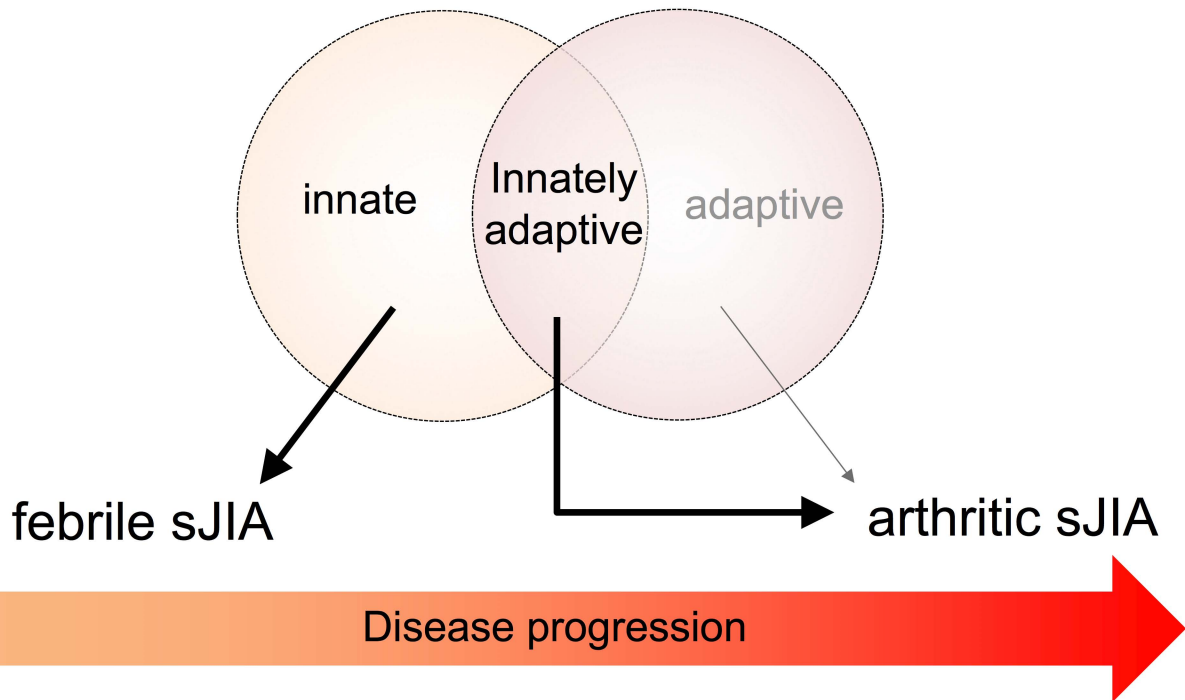 innate
Innately
adaptive
adaptive
febrile sJIA
arthritic sJIA
Disease progression